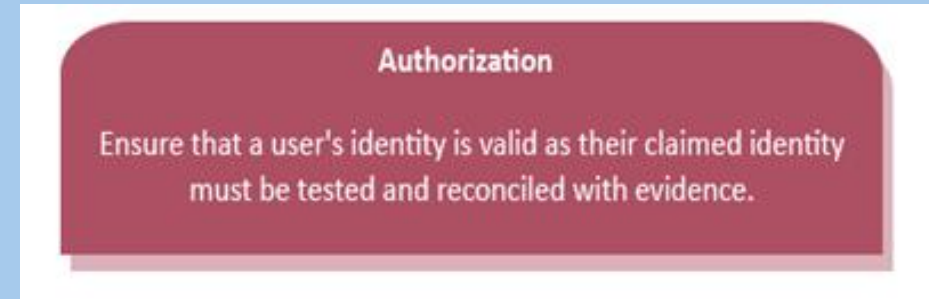 Authorization
Ensure that a user's identity is valid as their claimed identity
must be tested and reconciled with evidence.